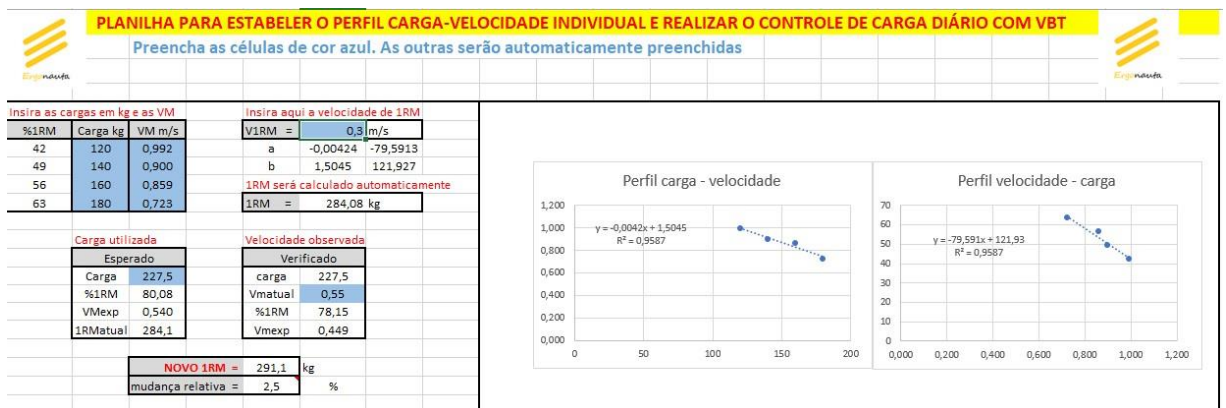 PLANILHA PARA ESTABELER O PERFIL CARGA-VELOCIDADE INDIVIDUAL E REALIZAR O CONTROLE DE CARGA DIÁRIO COM VBT
Preencha as células de cor azul. As outras serão automaticamente preenchidas
Ergonauta
Ergonauta
Insira as cargas em kg e as VM
%1RM Carga kg VM m/s
42 120 0,992
49 140 0,900
56 160 0,859
63 180 0,723
Insira aqui a velocidade de 1RM
V1RM = 0,3 m/s
a -0,00424 -79,5913
b 1,5045 121,927
1RM será calculado automaticamente
1RM = 284,08 kg
Carga utilizada
Esperado
Carga 227,5
%1RM 80,08
VMexp 0,540
1RMatual 284,1
Velocidade observada
Verificado
carga 227,5
Vmatual 0,55
%1RM 78,15
Vmexp 0,449
NOVO 1RM = 291,1 kg
mudança relativa = 2,5 %
Perfil carga - velocidade
y = -0,0042x + 1,5045
R² = 0,9587
1,200
1,000
0,800
0,600
0,400
0,200
0,000
0 50 100 150 200
Perfil velocidade - carga
y = -79,591x + 121,93
R² = 0,9587
70
60
50
40
30
20
10
0
0,000 0,200 0,400 0,600 0,800 1,000 1,200